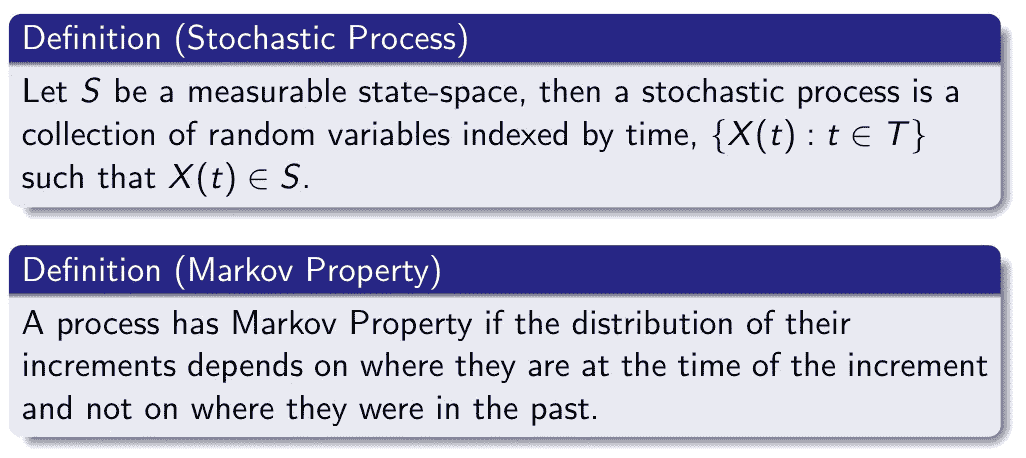 Definition (Stochastic Process)
Let S be a measurable state-space, then a stochastic process is a
collection of random variables indexed by time, {X(t) : t ∈ T}
such that X(t) ∈ S.
Definition (Markov Property)
A process has Markov Property if the distribution of their
increments depends on where they are at the time of the increment
and not on where they were in the past.